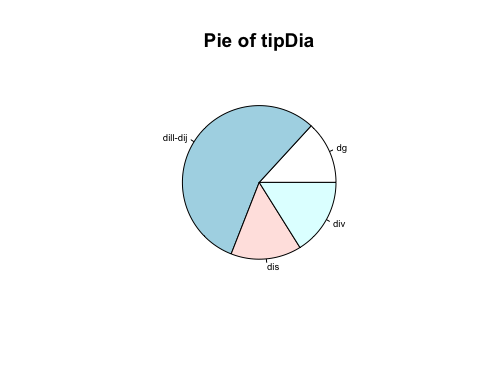 Pie of tipDia
dill-dij
dg
div
dis